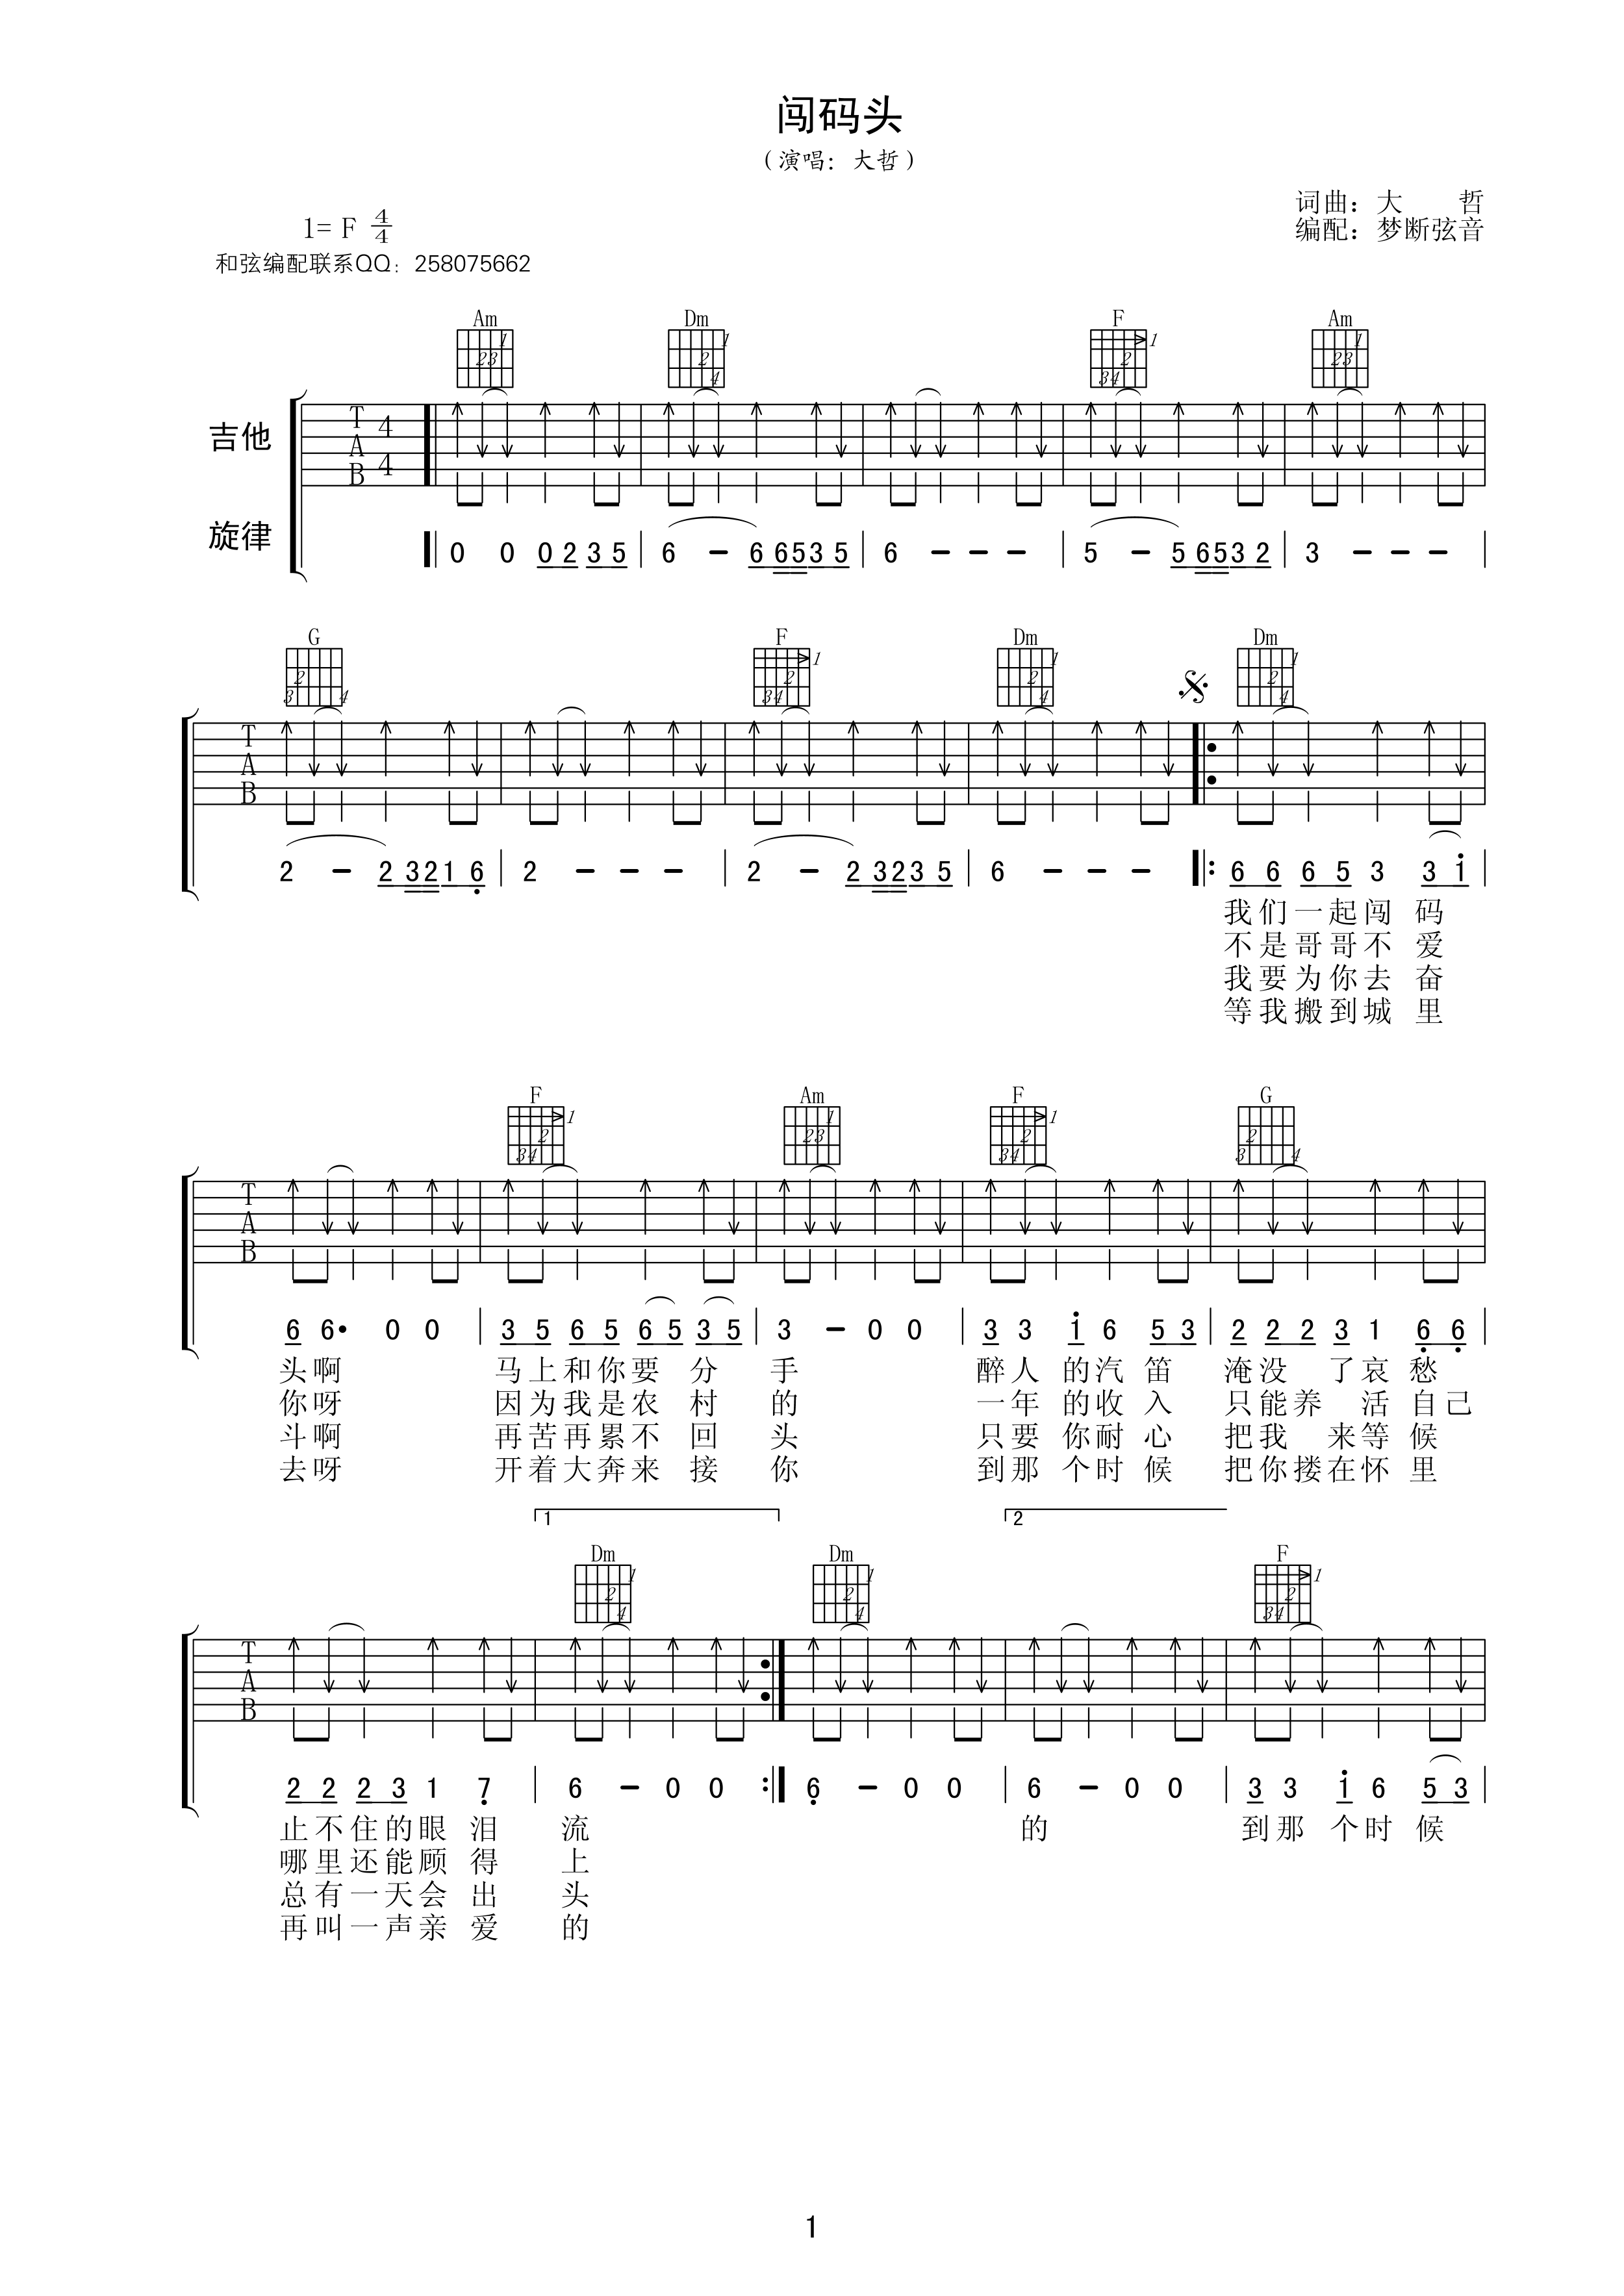 闯码头
（演唱：大哲）
词曲：大 哲
编配：梦断弦音
1= F 4/4
和弦编配联系QQ：258075662
Am Dm F Am
吉他
T A B 4 4
旋律
0 0 0 2 3 5 | 6 - 6 6 5 3 5 | 6 - - - | 5 - 5 6 5 3 2 | 3 - - - |
G F Dm Dm
T A B
2 - 2 3 2 1 6 | 2 - - - | 2 - 2 3 2 3 5 | 6 - - - |: 6 6 6 5 3 3 1 |
我们一起闯 码
不是哥哥不 爱
我要为你去 奋
等我搬到城 里
F Am F G
T A B
6 6· 0 0 | 3 5 6 5 6 5 3 5 | 3 - 0 0 | 3 3 1 6 5 3 | 2 2 2 3 1 6 6 |
头啊 马上和你要 分 手 醉人 的汽 笛 淹没 了哀 愁
你呀 因为我是农 村 的 一年 的收 入 只能养 活 自己
斗啊 再苦再累不 回 头 只要 你耐 心 把我 来等 候
去呀 开着大奔来 接 你 到那 个时 候 把你搂在怀 里
1 2
Dm Dm F
T A B
2 2 2 3 1 7 | 6 - 0 0 :| 6 - 0 0 | 6 - 0 0 | 3 3 1 6 5 3 |
止不住的眼 泪 流 的 到那 个时 候
哪里还能顾 得 上
总有一天会 出 头
再叫一声亲 爱 的
1